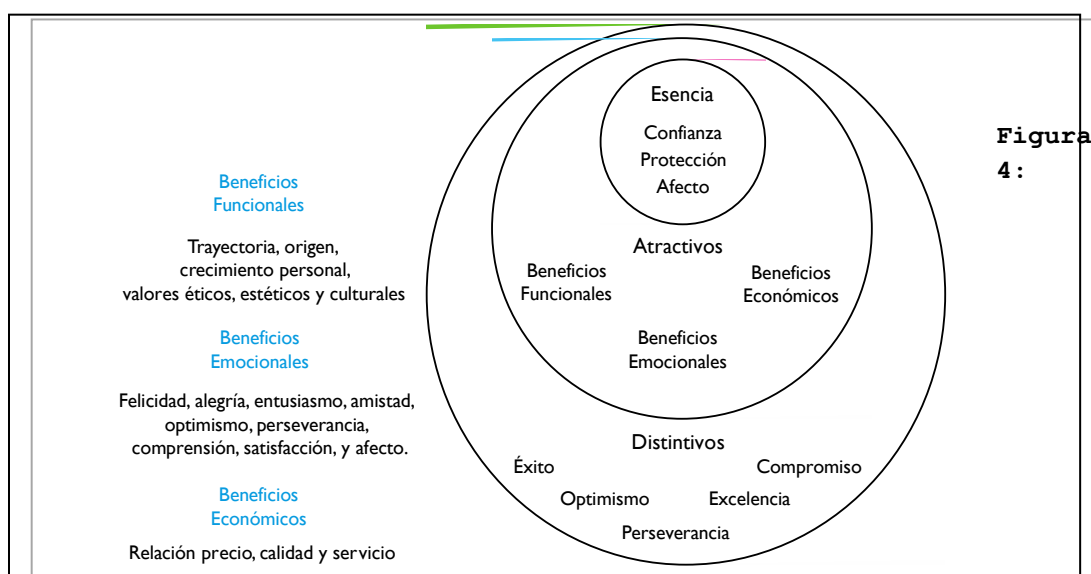 Esencia
Confianza
Protección
Afecto
Figura
4:
Beneficios
Funcionales
Trayectoria, origen,
crecimiento personal,
valores éticos, estéticos y culturales
Beneficios
Emocionales
Felicidad, alegría, entusiasmo, amistad,
optimismo, perseverancia,
comprensión, satisfacción, y afecto.
Beneficios
Económicos
Relación precio, calidad y servicio
Atractivos
Beneficios
Funcionales
Beneficios
Económicos
Beneficios
Emocionales
Distintivos
Éxito
Compromiso
Optimismo
Excelencia
Perseverancia